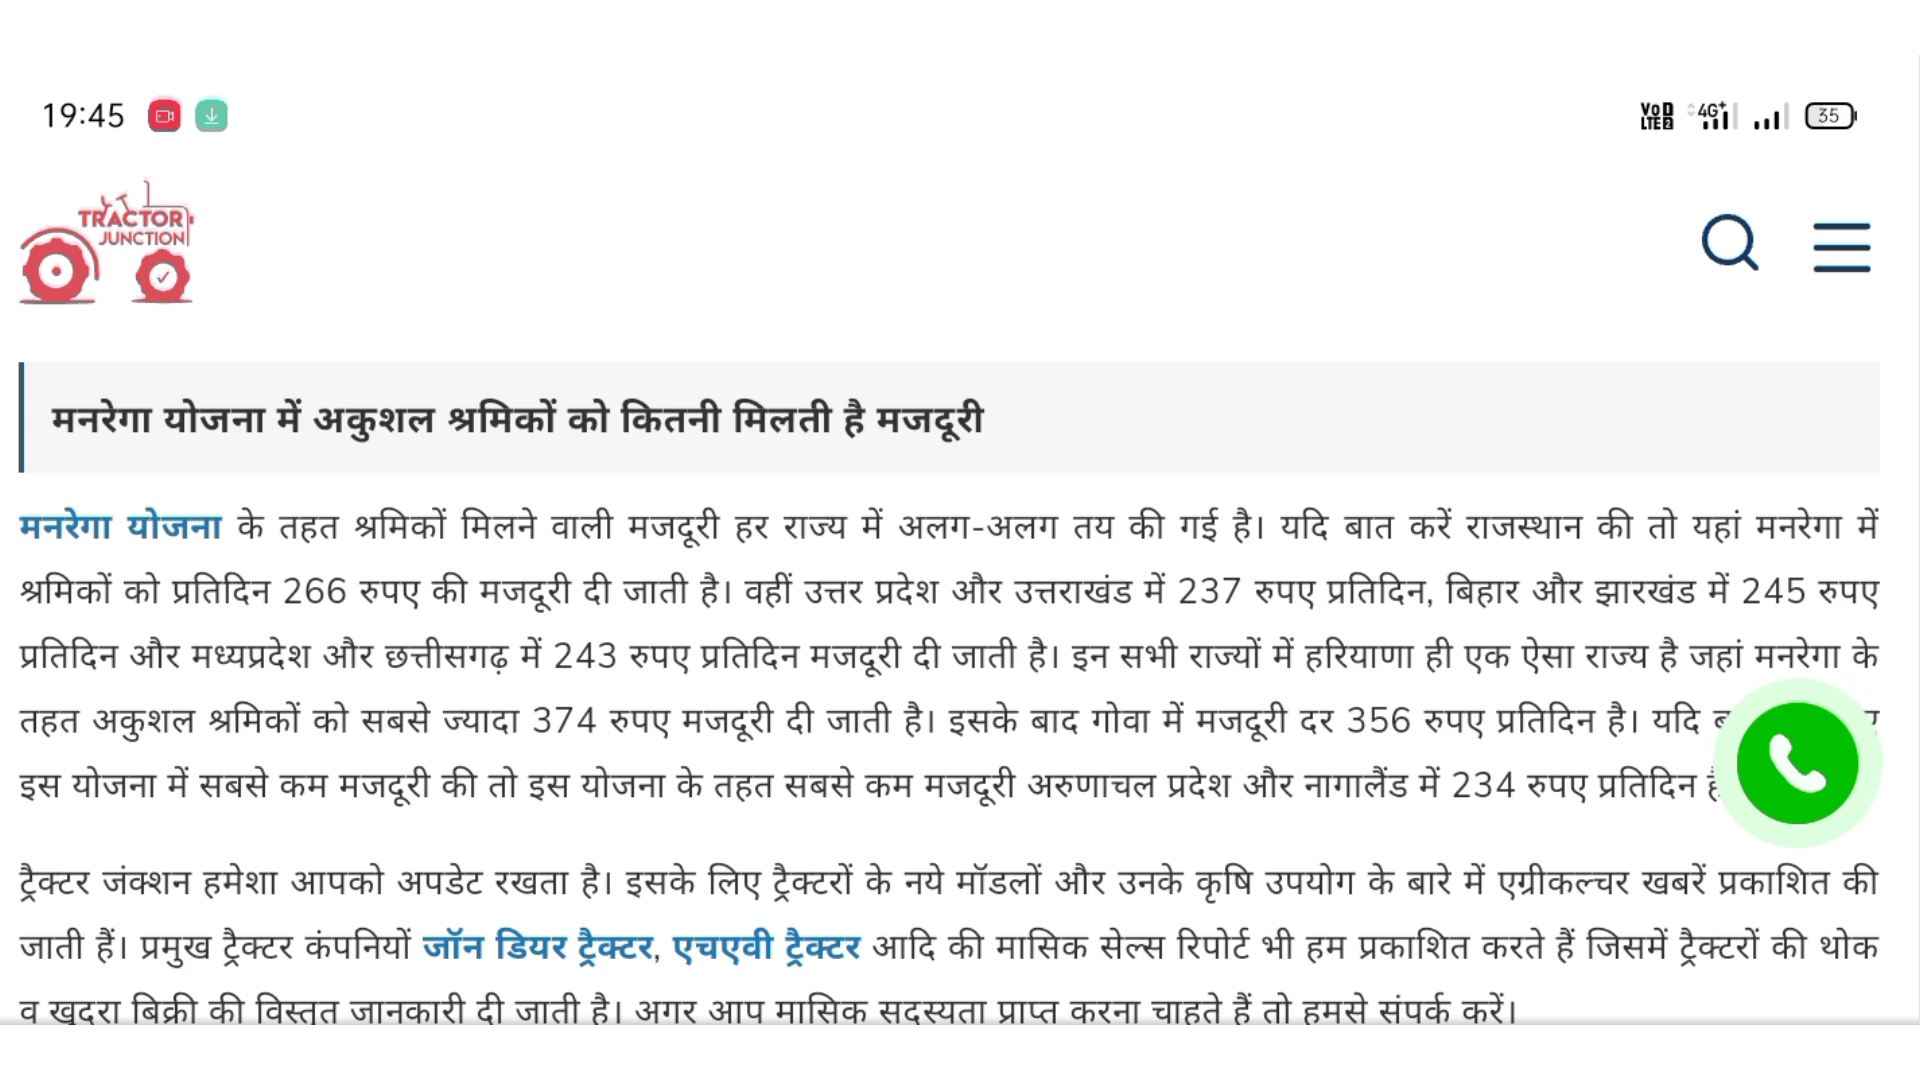 19:45
VoD LTE2 4G+ 35
TRACTOR
JUNCTION
मनरेगा योजना में अकुशल श्रमिकों को कितनी मिलती है मजदूरी
मनरेगा योजना के तहत श्रमिकों मिलने वाली मजदूरी हर राज्य में अलग-अलग तय की गई है। यदि बात करें राजस्थान की तो यहां मनरेगा में
श्रमिकों को प्रतिदिन 266 रुपए की मजदूरी दी जाती है। वहीं उत्तर प्रदेश और उत्तराखंड में 237 रुपए प्रतिदिन, बिहार और झारखंड में 245 रुपए
प्रतिदिन और मध्यप्रदेश और छत्तीसगढ़ में 243 रुपए प्रतिदिन मजदूरी दी जाती है। इन सभी राज्यों में हरियाणा ही एक ऐसा राज्य है जहां मनरेगा के
तहत अकुशल श्रमिकों को सबसे ज्यादा 374 रुपए मजदूरी दी जाती है। इसके बाद गोवा में मजदूरी दर 356 रुपए प्रतिदिन है। यदि
इस योजना में सबसे कम मजदूरी की तो इस योजना के तहत सबसे कम मजदूरी अरुणाचल प्रदेश और नागालैंड में 234 रुपए प्रतिदिन
ट्रैक्टर जंक्शन हमेशा आपको अपडेट रखता है। इसके लिए ट्रैक्टरों के नये मॉडलों और उनके कृषि उपयोग के बारे में एग्रीकल्चर खबरें प्रकाशित की
जाती हैं। प्रमुख ट्रैक्टर कंपनियों जॉन डियर ट्रैक्टर, एचएवी ट्रैक्टर आदि की मासिक सेल्स रिपोर्ट भी हम प्रकाशित करते हैं जिसमें ट्रैक्टरों की थोक
व खुदरा बिक्री की विस्तृत जानकारी दी जाती है। अगर आप मासिक सदस्यता प्राप्त करना चाहते हैं तो हमसे संपर्क करें।